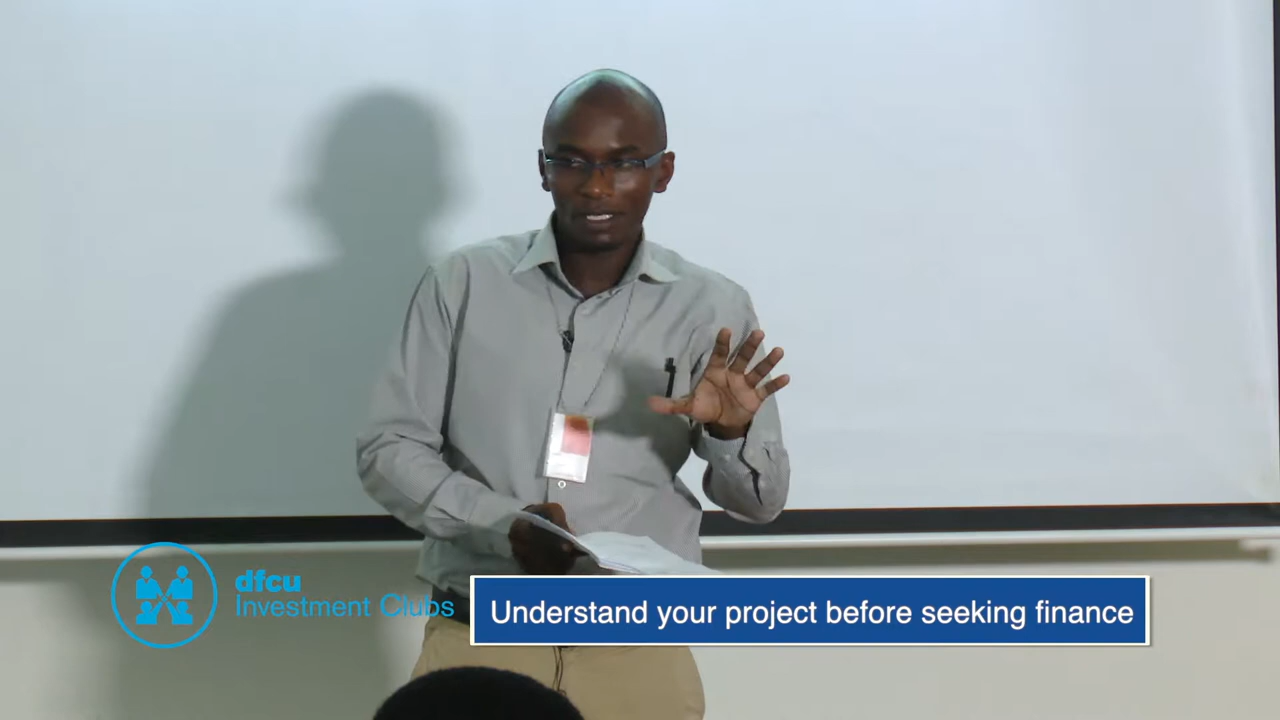 dfcu
Investment Clubs
Understand your project before seeking finance